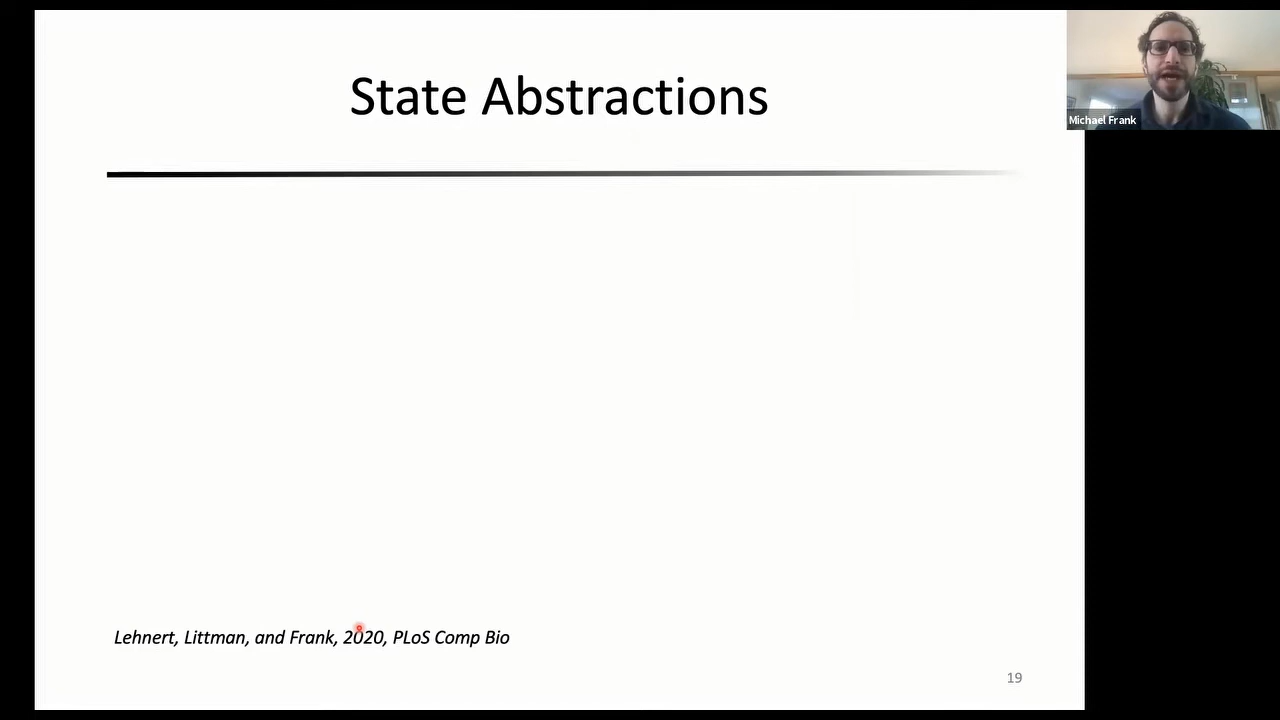 State Abstractions
Michael Frank
Lehnert, Littman, and Frank, 2020, PLoS Comp Bio
19